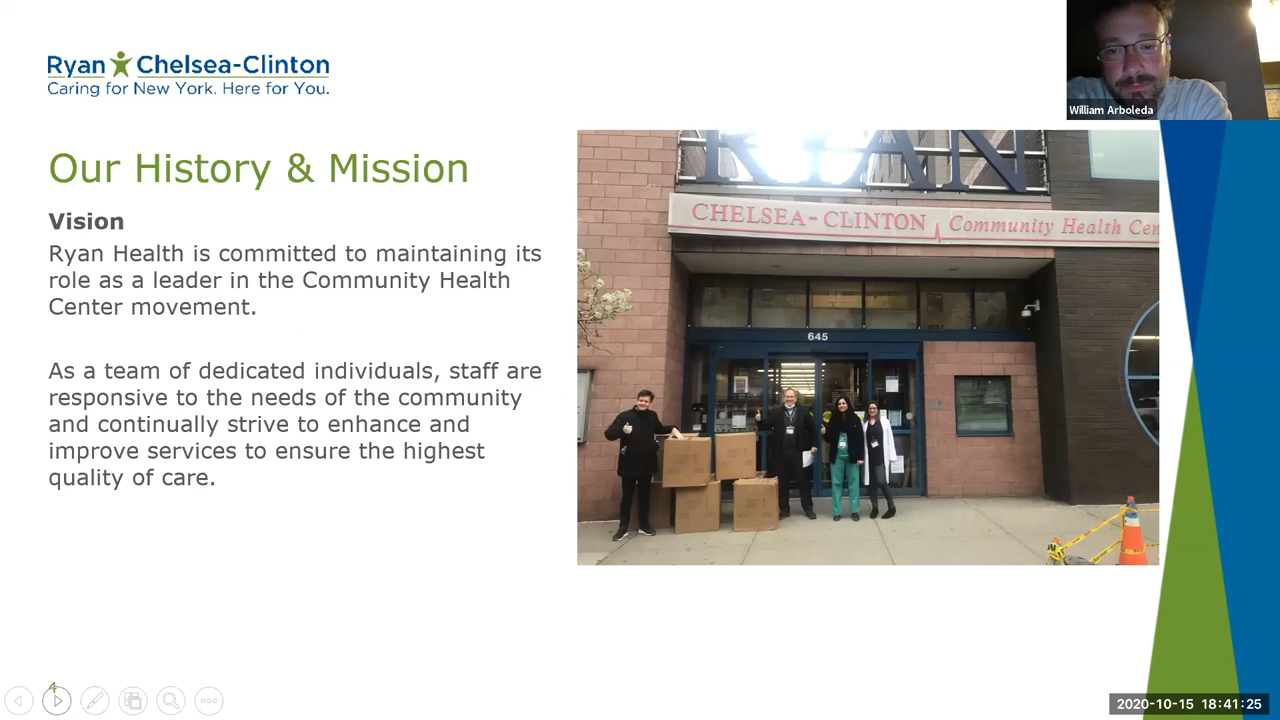 Ryan Chelsea-Clinton
Caring for New York. Here for You.
William Arboleda
Our History & Mission
Vision
Ryan Health is committed to maintaining its
role as a leader in the Community Health
Center movement.
As a team of dedicated individuals, staff are
responsive to the needs of the community
and continually strive to enhance and
improve services to ensure the highest
quality of care.
RYAN
CHELSEA-CLINTON Community Health Cen
645
4
2020-10-15 18:41:25